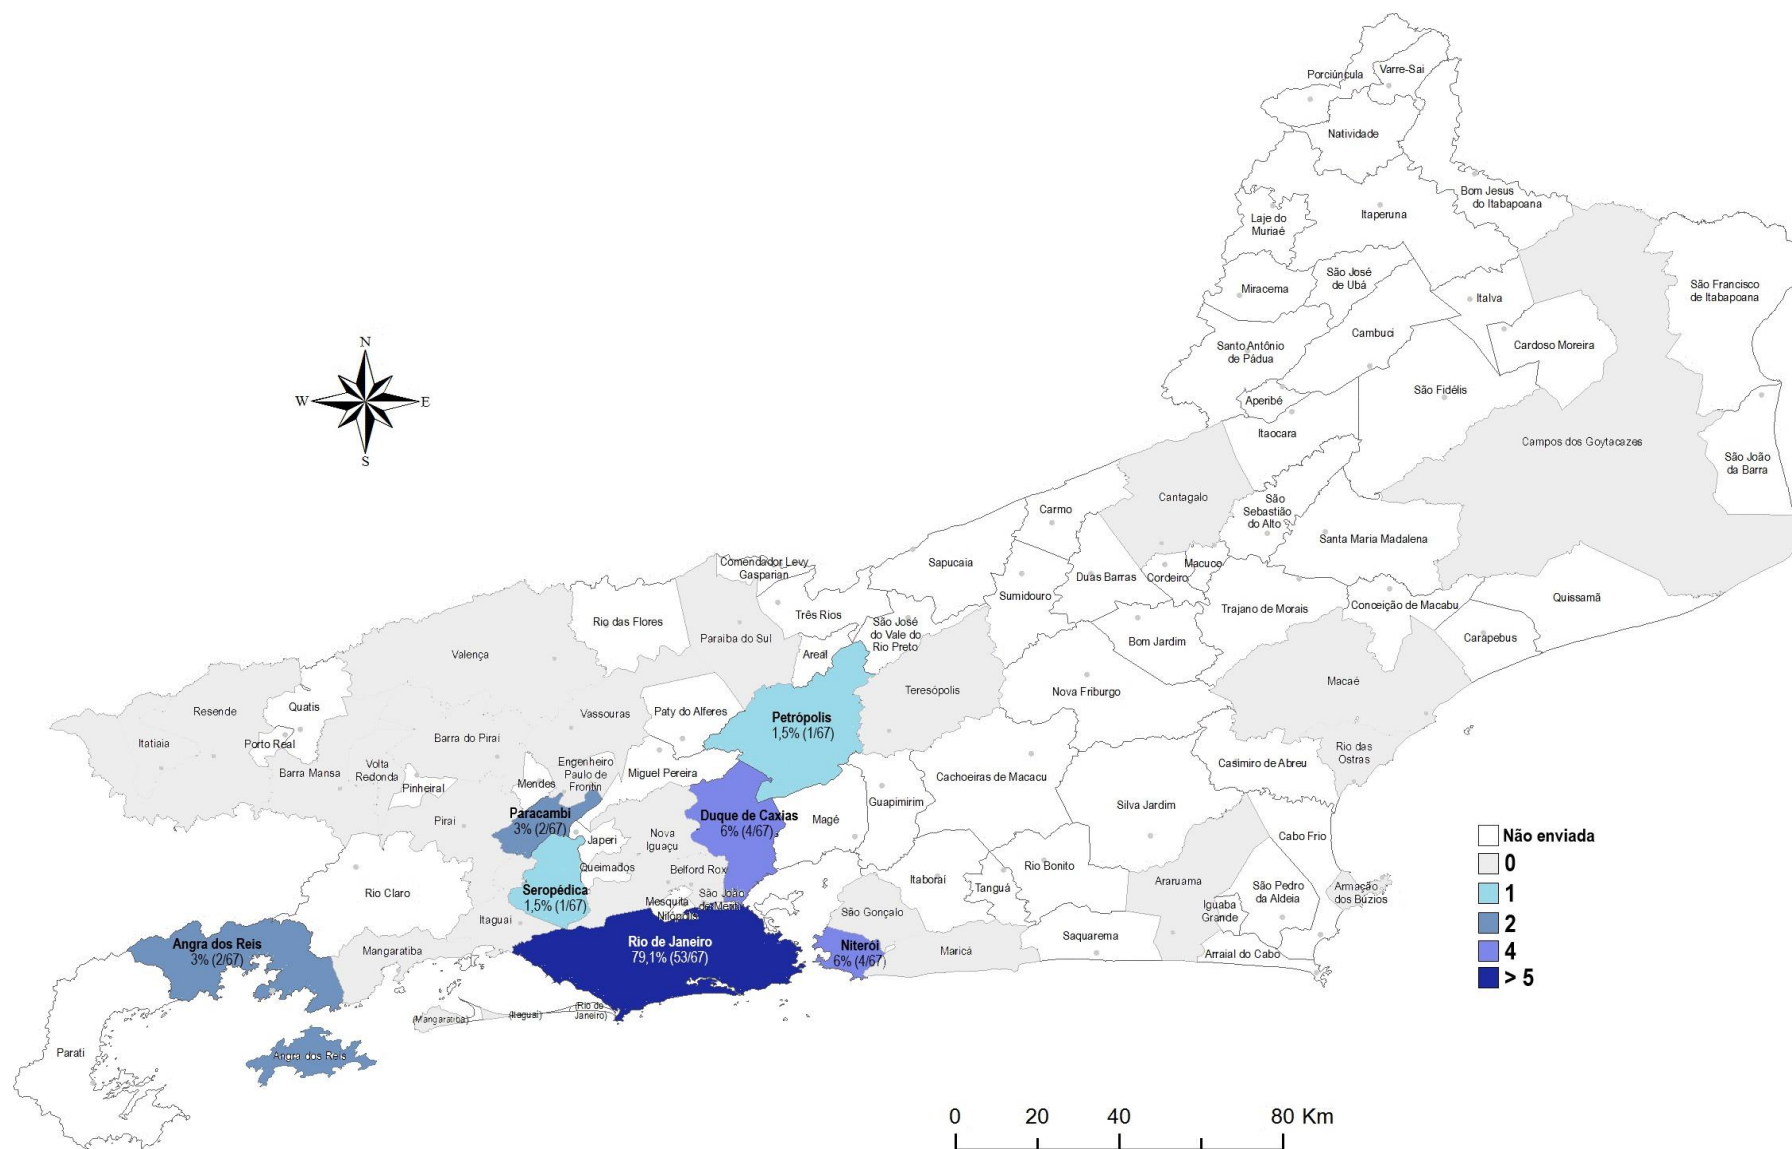 Porciúncula
Varre-Sai
Natividade
Bom Jesus
do Itabapoana
Laje do
Muriaé
Itaperuna
São Francisco
de Itabapoana
São José
de Ubá
Miracema
Italva
Cambuci
Cardoso Moreira
Santo Antônio
de Pádua
São Fidélis
Aperibé
Itaocara
Campos dos Goytacazes
São João
da Barra
N
W
E
S
Cantagalo
São
Sebastião
do Alto
Carmo
Santa Maria Madalena
Comendador Levy
Gasparian
Sapucaia
Duas Barras
Cordeiro
Macuco
Sumidouro
Trajano de Morais
Conceição de Macabu
Quissamã
Carapebus
Rio das Flores
Três Rios
São José
do Vale do
Rio Preto
Paraíba do Sul
Areal
Bom Jardim
Valença
Teresópolis
Nova Friburgo
Macaé
Resende
Quatis
Vassouras
Paty do Alferes
Petrópolis
1,5% (1/67)
Itatiaia
Porto Real
Barra do Piraí
Rio das
Ostras
Casimiro de Abreu
Barra Mansa
Volta
Redonda
Pinheiral
Mendes
Engenheiro
Paulo de
Frontin
Miguel Pereira
Cachoeiras de Macacu
Guapimirim
Silva Jardim
Piraí
Paracambi
3% (2/67)
Duque de Caxias
6% (4/67)
Magé
Japeri
Nova
Iguaçu
Cabo Frio
Queimados
Belford Rox
Rio Claro
Seropédica
1,5% (1/67)
Itaboraí
Tanguá
Rio Bonito
Araruama
São Pedro
da Aldeia
Armação
dos Búzios
Iguaba
Grande
Mesquita
Nilópolis
São João
São Gonçalo
Itaguaí
Mangaratiba
Angra dos Reis
3% (2/67)
Rio de Janeiro
79,1% (53/67)
Niterói
6% (4/67)
Maricá
Saquarema
Arraial do Cabo
(Mangaratiba)
(Itaguaí)
(Rio de
Janeiro)
Parati
Angra dos Reis
Não enviada
0
1
2
4
> 5
0 20 40 80 Km